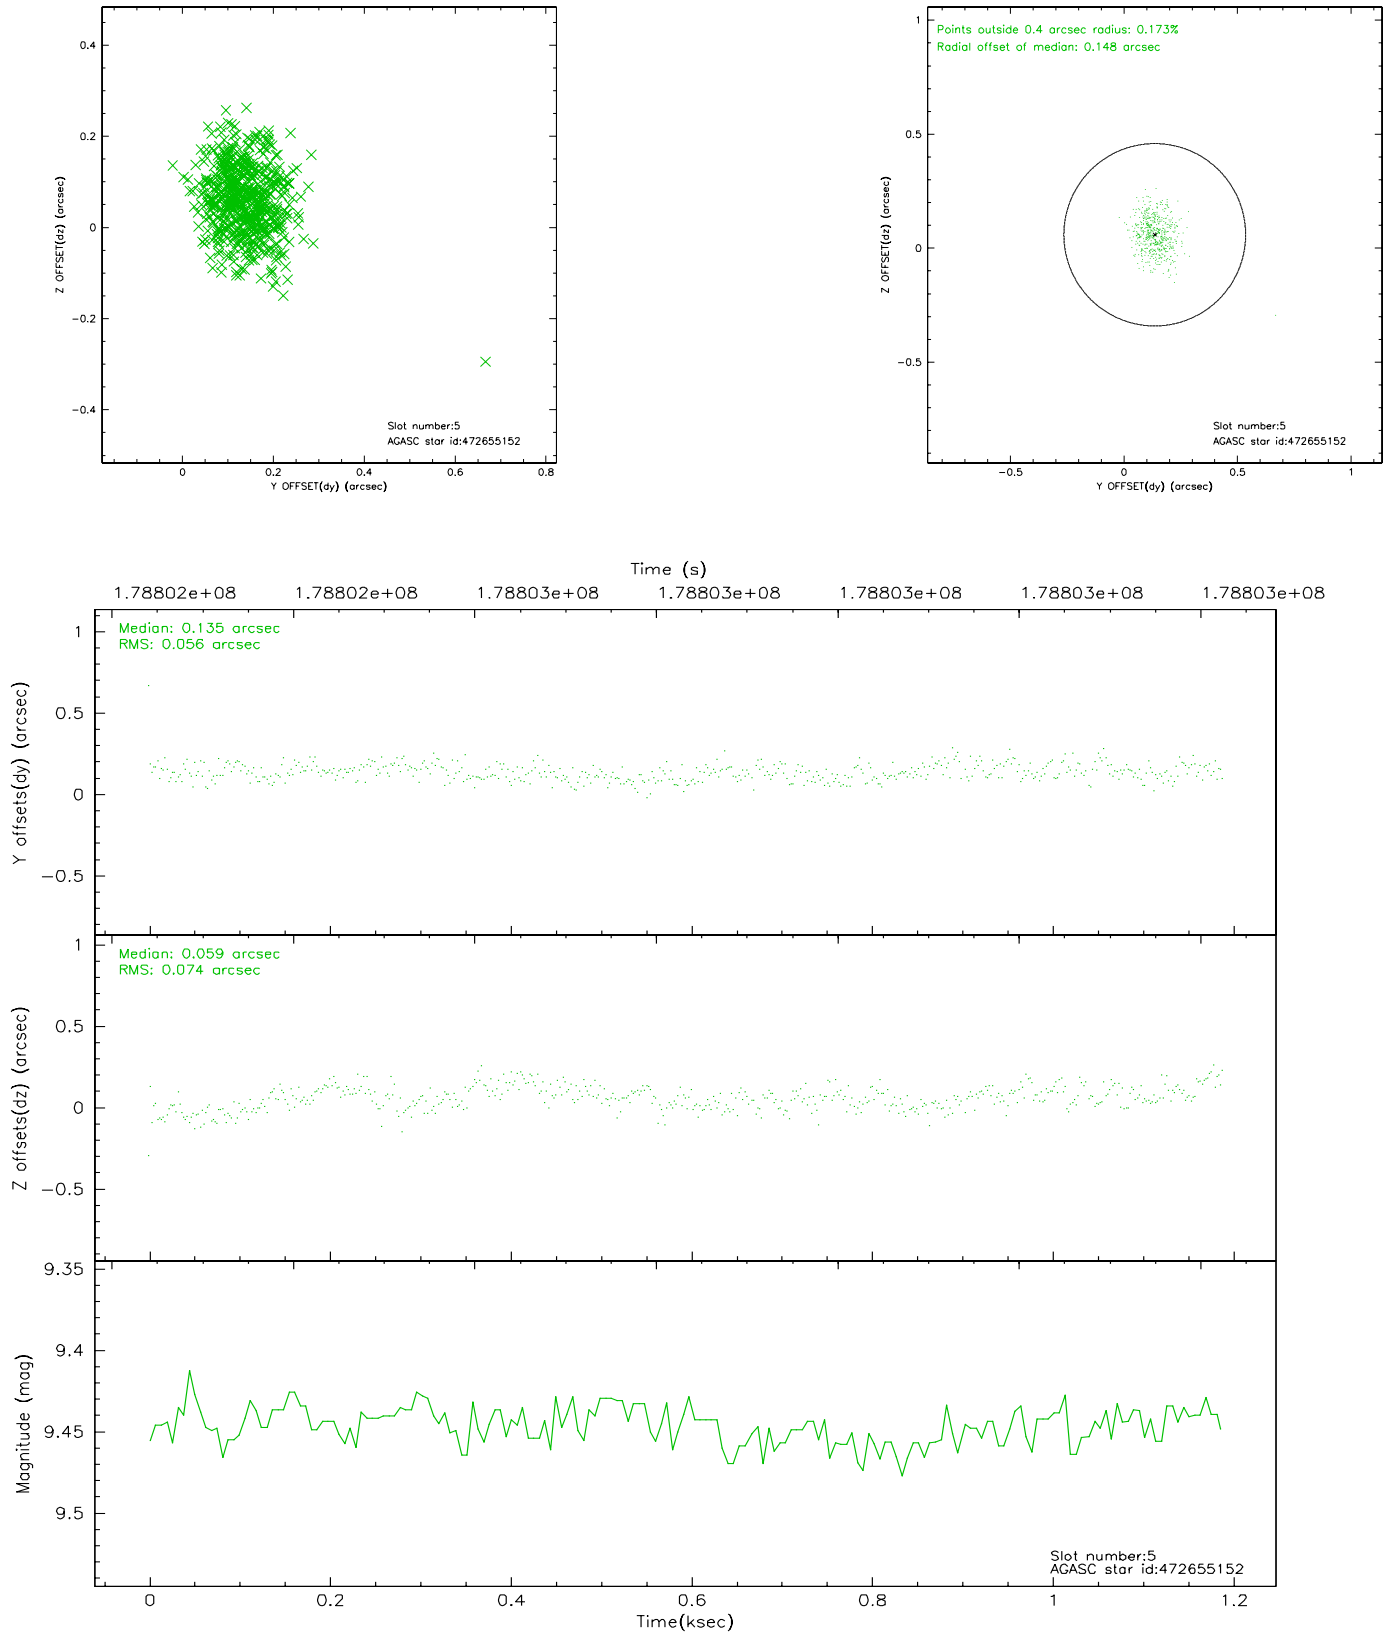 0.4
0.2
0
−0.2
−0.4
Z OFFSET(dz) (arcsec)
Slot number:5
AGASC star id:472655152
0 0.2 0.4 0.6 0.8
Y OFFSET(dy) (arcsec)
Points outside 0.4 arcsec radius: 0.173%
Radial offset of median: 0.148 arcsec
1
0.5
0
−0.5
Z OFFSET(dz) (arcsec)
Slot number:5
AGASC star id:472655152
−0.5 0 0.5 1
Y OFFSET(dy) (arcsec)
Time (s)
1.78802e+08 1.78802e+08 1.78803e+08 1.78803e+08 1.78803e+08 1.78803e+08 1.78803e+08
Median: 0.135 arcsec
RMS: 0.056 arcsec
1
0.5
0
−0.5
Y offsets(dy) (arcsec)
Median: 0.059 arcsec
RMS: 0.074 arcsec
1
0.5
0
−0.5
Z offsets(dz) (arcsec)
9.35
9.4
9.45
9.5
Magnitude (mag)
Slot number:5
AGASC star id:472655152
0 0.2 0.4 0.6 0.8 1 1.2
Time(ksec)